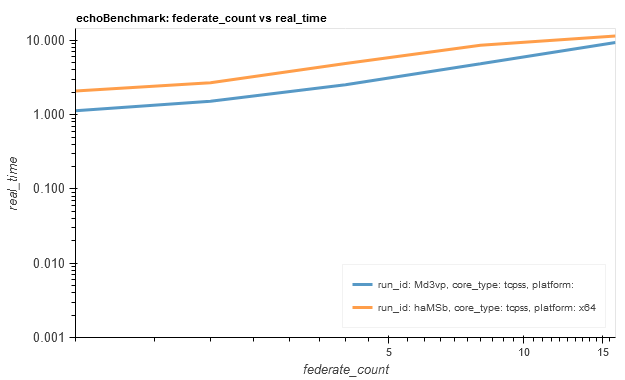 echoBenchmark: federate_count vs real_time
10.000
1.000
0.100
0.010
0.001
real_time
run_id: Md3vp, core_type: tcpss, platform:
run_id: haMSb, core_type: tcpss, platform: x64
5
10
15
federate_count